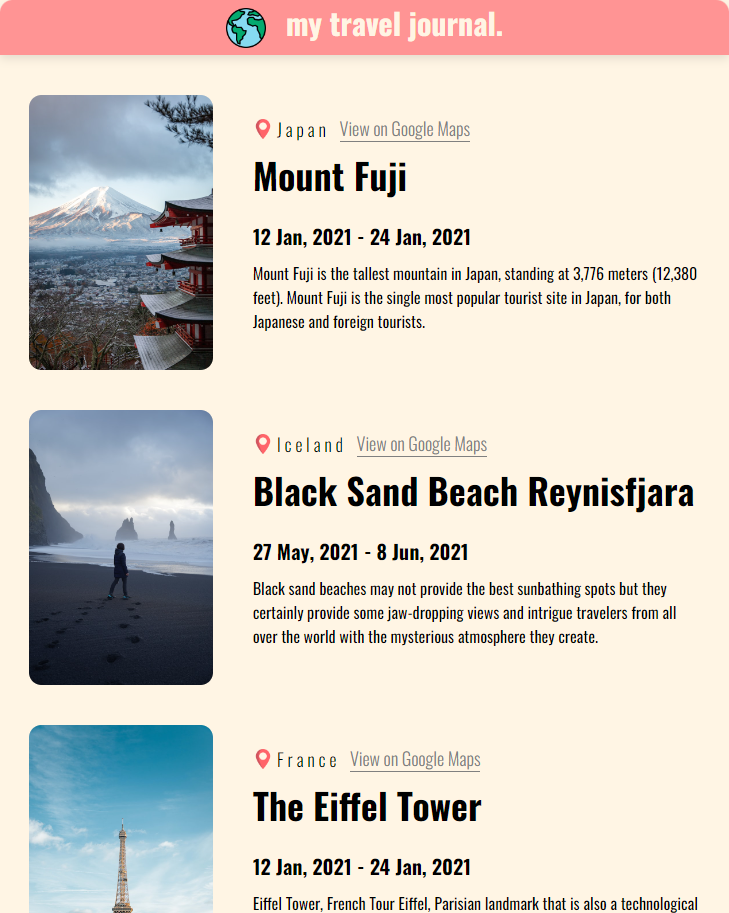 my travel journal.
Japan View on Google Maps
Mount Fuji
12 Jan, 2021 - 24 Jan, 2021
Mount Fuji is the tallest mountain in Japan, standing at 3,776 meters (12,380
feet). Mount Fuji is the single most popular tourist site in Japan, for both
Japanese and foreign tourists.
Iceland View on Google Maps
Black Sand Beach Reynisfjara
27 May, 2021 - 8 Jun, 2021
Black sand beaches may not provide the best sunbathing spots but they
certainly provide some jaw-dropping views and intrigue travelers from all
over the world with the mysterious atmosphere they create.
France View on Google Maps
The Eiffel Tower
12 Jan, 2021 - 24 Jan, 2021
Eiffel Tower, French Tour Eiffel, Parisian landmark that is also a technological